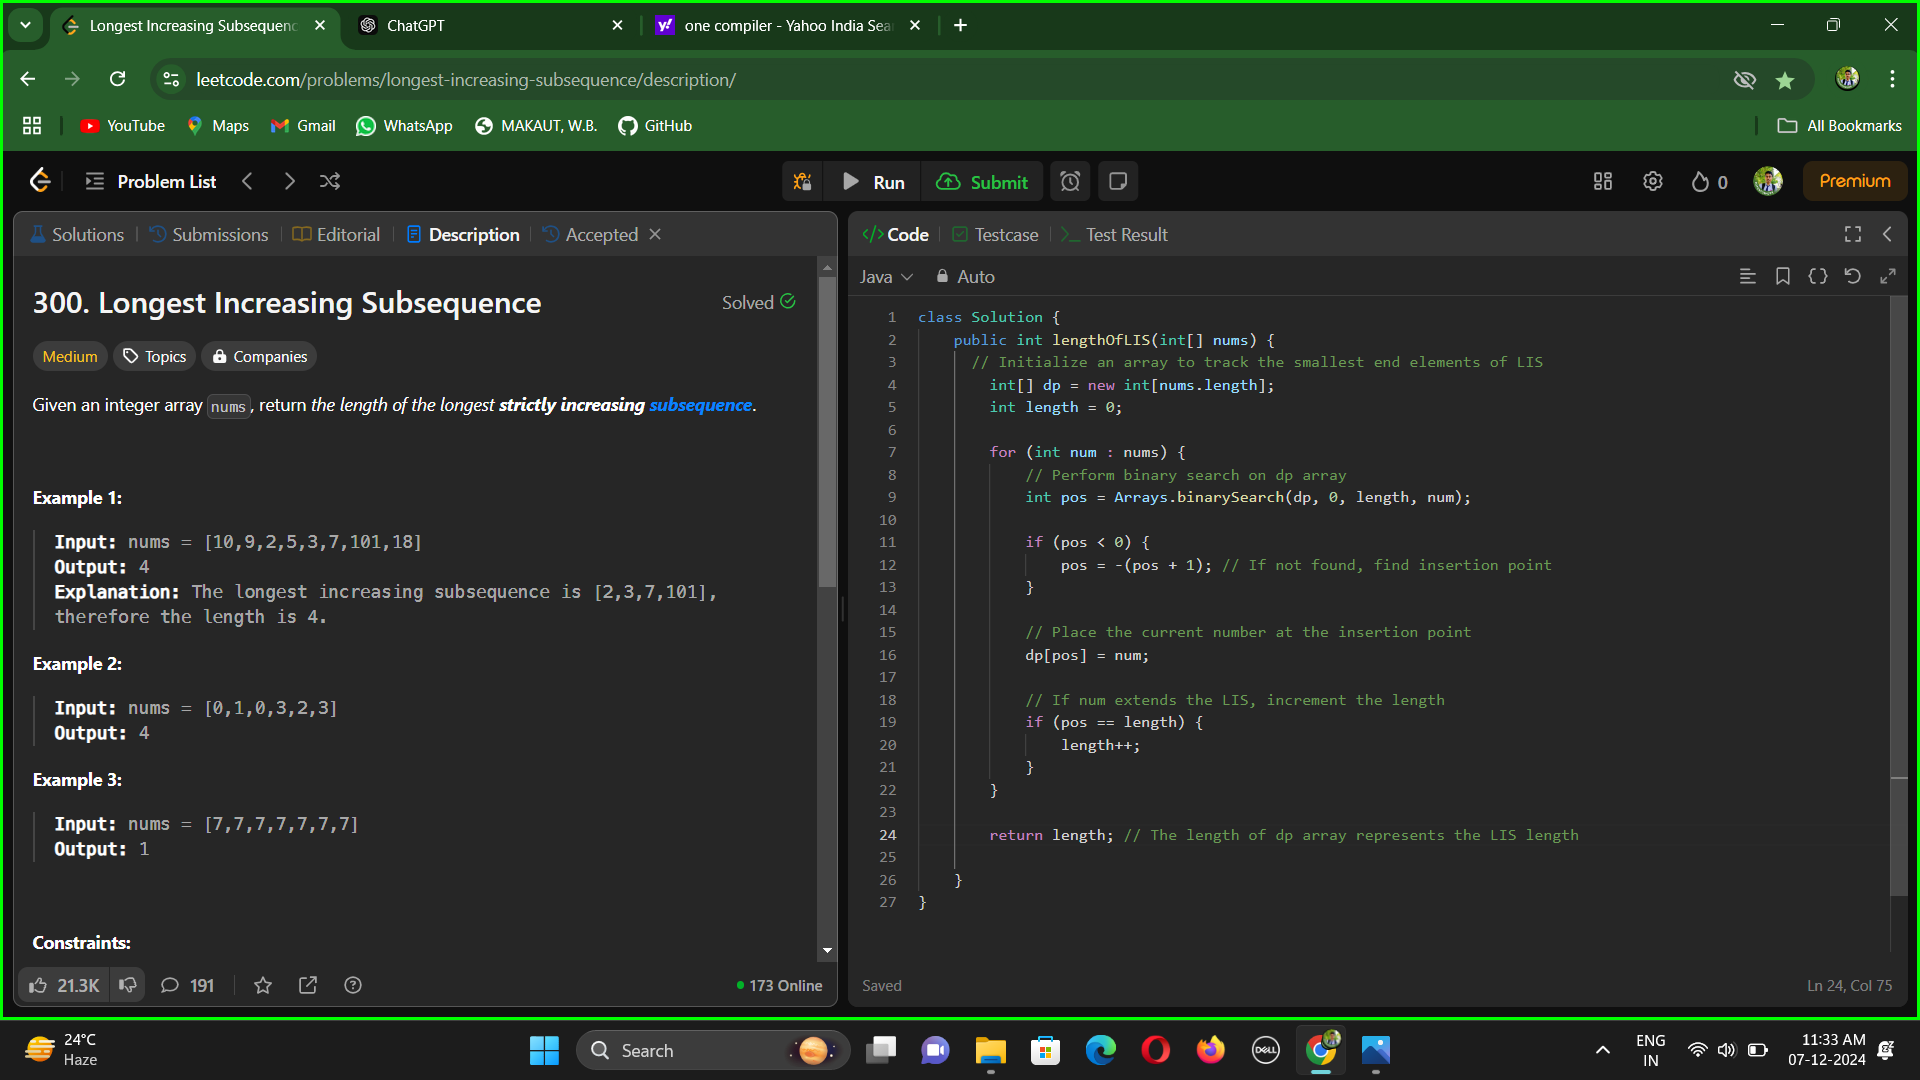 Longest Increasing Subsequenc
ChatGPT
one compiler - Yahoo India Sea
leetcode.com/problems/longest-increasing-subsequence/description/
YouTube
Maps
Gmail
WhatsApp
MAKAUT, W.B.
GitHub
All Bookmarks
Problem List
Run
Submit
0
Premium
Solutions
Submissions
Editorial
Description
Accepted
300. Longest Increasing Subsequence
Solved
Medium
Topics
Companies
Given an integer array nums, return the length of the longest strictly increasing subsequence.
Example 1:
Input: nums = [10,9,2,5,3,7,101,18]
Output: 4
Explanation: The longest increasing subsequence is [2,3,7,101],
therefore the length is 4.
Example 2:
Input: nums = [0,1,0,3,2,3]
Output: 4
Example 3:
Input: nums = [7,7,7,7,7,7,7]
Output: 1
Constraints:
21.3K
191
173 Online
</>Code
Testcase
Test Result
Java
Auto
1 class Solution {
2 public int lengthOfLIS(int[] nums) {
3 // Initialize an array to track the smallest end elements of LIS
4 int[] dp = new int[nums.length];
5 int length = 0;
6
7 for (int num : nums) {
8 // Perform binary search on dp array
9 int pos = Arrays.binarySearch(dp, 0, length, num);
10
11 if (pos < 0) {
12 pos = -(pos + 1); // If not found, find insertion point
13 }
14
15 // Place the current number at the insertion point
16 dp[pos] = num;
17
18 // If num extends the LIS, increment the length
19 if (pos == length) {
20 length++;
21 }
22 }
23
24 return length; // The length of dp array represents the LIS length
25
26 }
27 }
Saved
Ln 24, Col 75
24°C
Haze
Search
DELL
ENG
IN
11:33 AM
07-12-2024